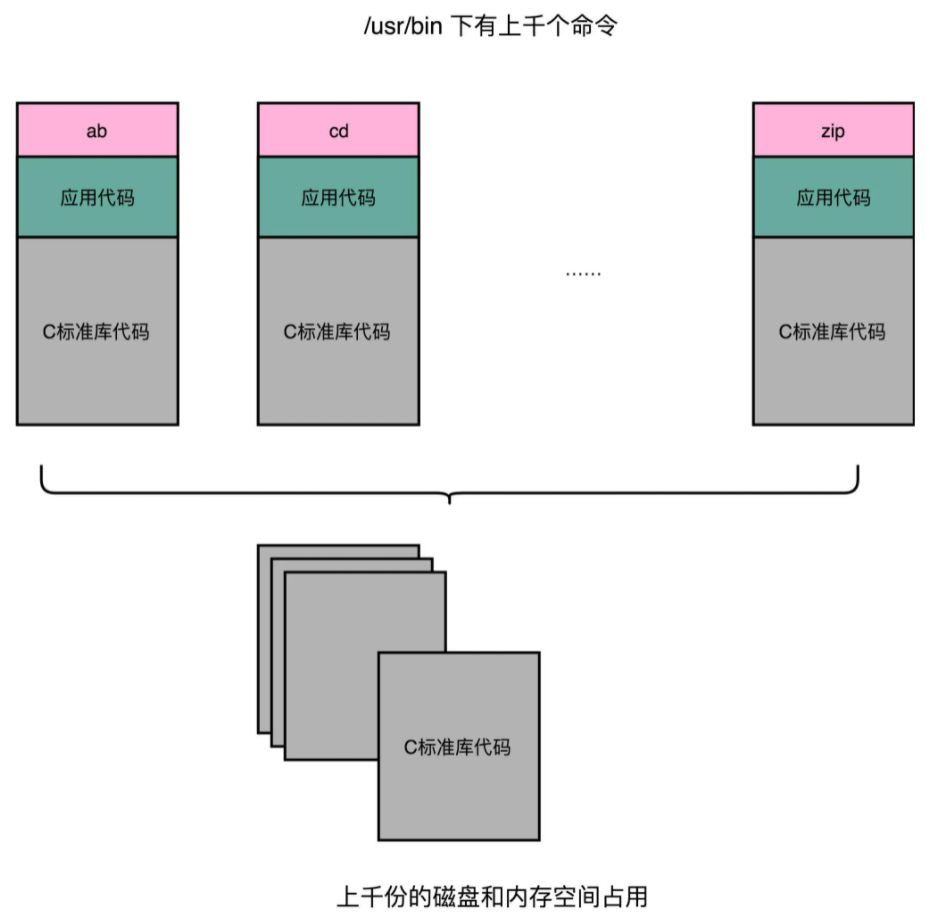 /usr/bin 下有上千个命令
ab
cd
zip
应用代码
应用代码
应用代码
C标准库代码
C标准库代码
......
C标准库代码
C标准库代码
上千份的磁盘和内存空间占用